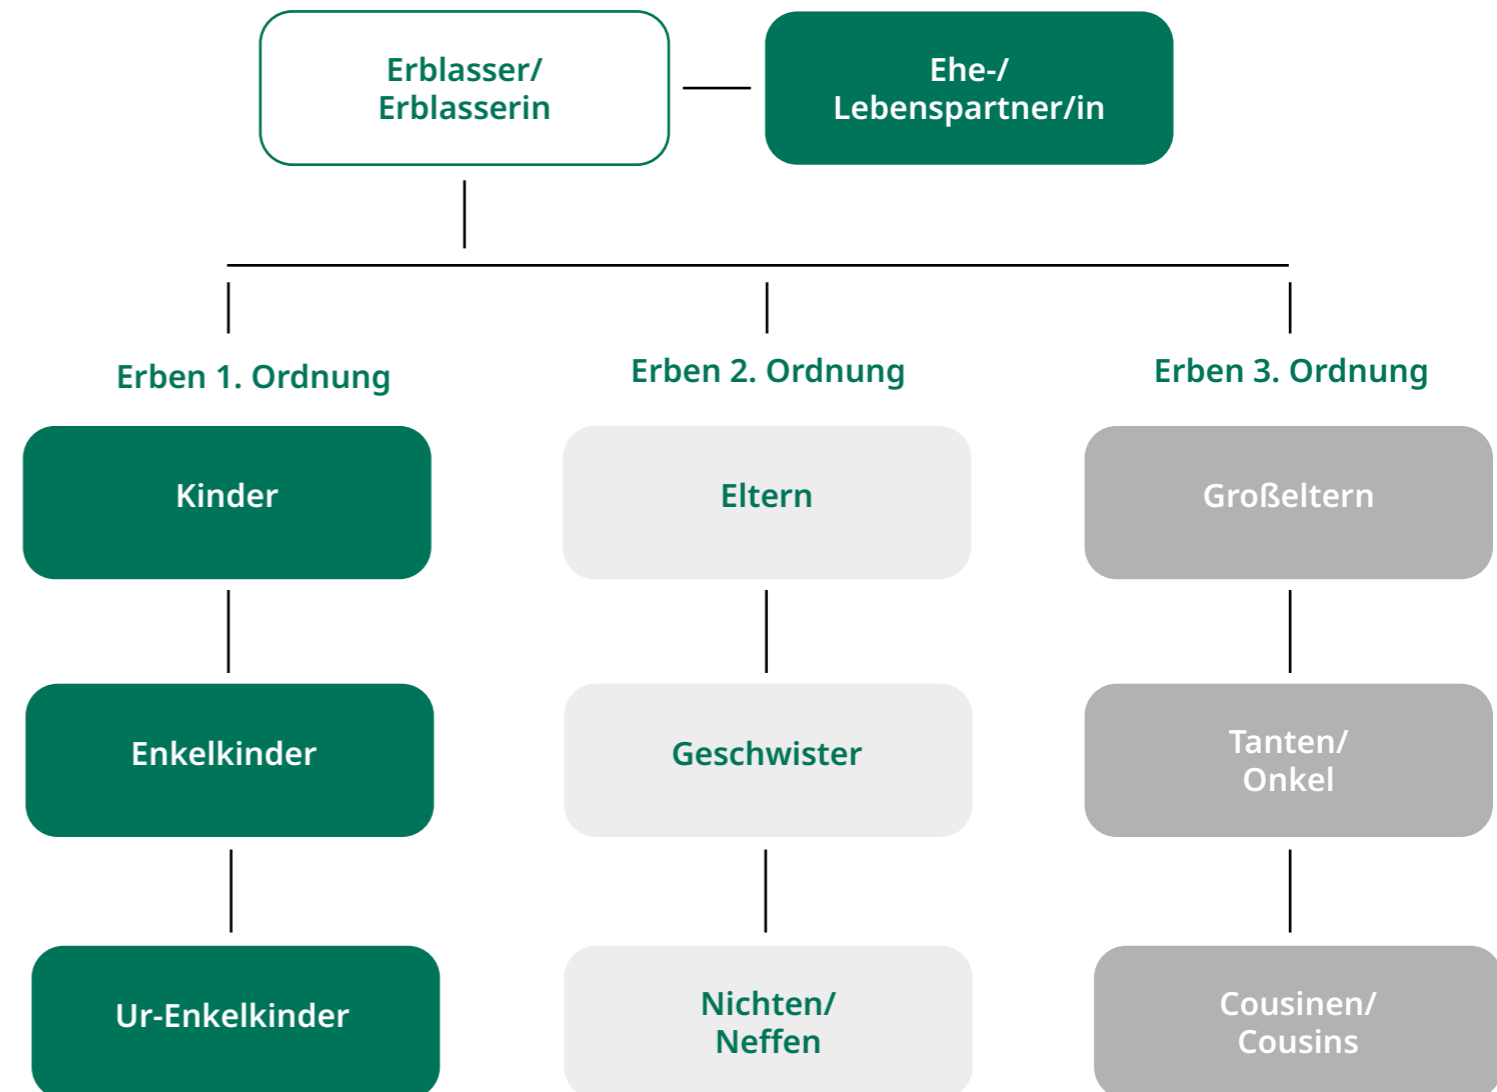 Erblasser/
Erblasserin
Ehe-/
Lebenspartner/in
Erben 1. Ordnung
Erben 2. Ordnung
Erben 3. Ordnung
Kinder
Eltern
Großeltern
Enkelkinder
Geschwister
Tanten/
Onkel
Ur-Enkelkinder
Nichten/
Neffen
Cousinen/
Cousins